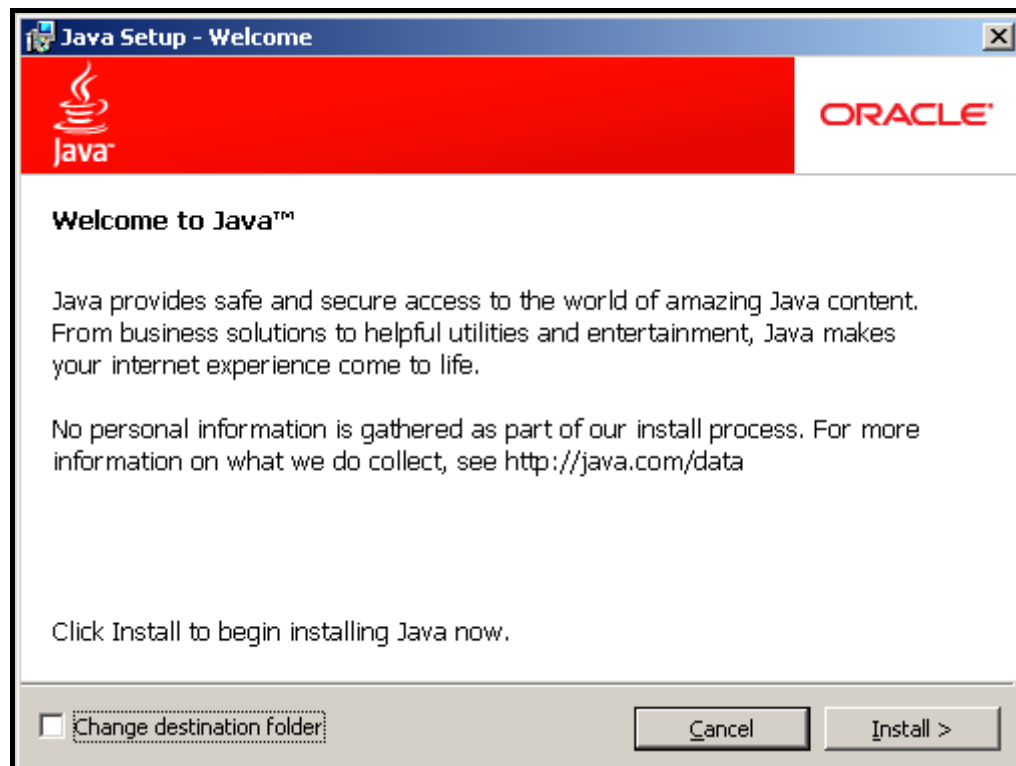 Java Setup - Welcome
Java™
ORACLE®
Welcome to Java™
Java provides safe and secure access to the world of amazing Java content.
From business solutions to helpful utilities and entertainment, Java makes
your internet experience come to life.
No personal information is gathered as part of our install process. For more
information on what we do collect, see http://java.com/data
Click Install to begin installing Java now.
Change destination folder
Cancel
Install >